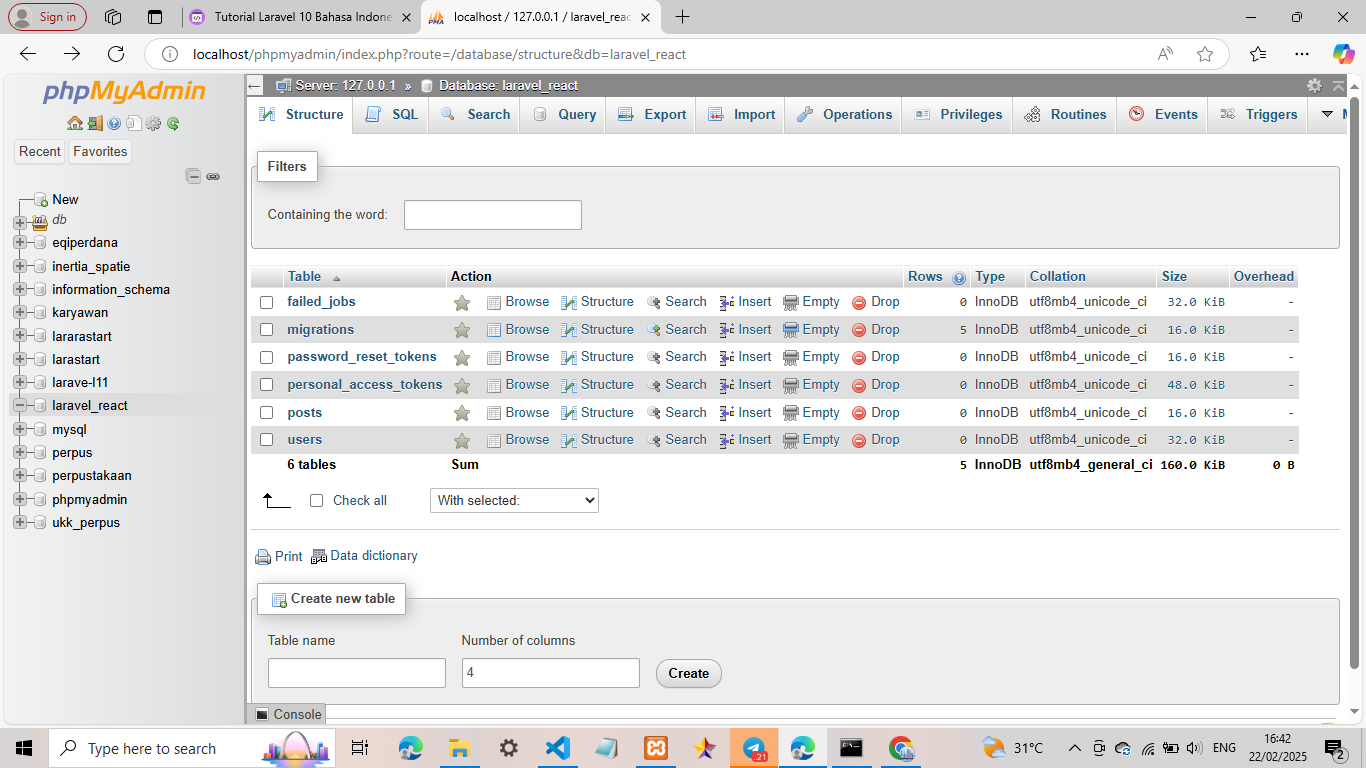 Sign in
Tutorial Laravel 10 Bahasa Indone
localhost / 127.0.0.1 / laravel_reac
localhost/phpmyadmin/index.php?route=/database/structure&db=laravel_react
phpMyAdmin
Recent Favorites
New
db
eqiperdana
inertia_spatie
information_schema
karyawan
lararastart
larastart
larave-l11
laravel_react
mysql
perpus
perpustakaan
phpmyadmin
ukk_perpus
Server: 127.0.0.1 » Database: laravel_react
Structure SQL Search Query Export Import Operations Privileges Routines Events Triggers
Filters
Containing the word:
Table Action Rows Type Collation Size Overhead
failed_jobs Browse Structure Search Insert Empty Drop 0 InnoDB utf8mb4_unicode_ci 32.0 KiB -
migrations Browse Structure Search Insert Empty Drop 5 InnoDB utf8mb4_unicode_ci 16.0 KiB -
password_reset_tokens Browse Structure Search Insert Empty Drop 0 InnoDB utf8mb4_unicode_ci 16.0 KiB -
personal_access_tokens Browse Structure Search Insert Empty Drop 0 InnoDB utf8mb4_unicode_ci 48.0 KiB -
posts Browse Structure Search Insert Empty Drop 0 InnoDB utf8mb4_unicode_ci 16.0 KiB -
users Browse Structure Search Insert Empty Drop 0 InnoDB utf8mb4_unicode_ci 32.0 KiB -
6 tables Sum 5 InnoDB utf8mb4_general_ci 160.0 KiB 0 B
Check all With selected:
Print Data dictionary
Create new table
Table name Number of columns
4 Create
Console
Type here to search
21
31°C
ENG
16:42
22/02/2025
2